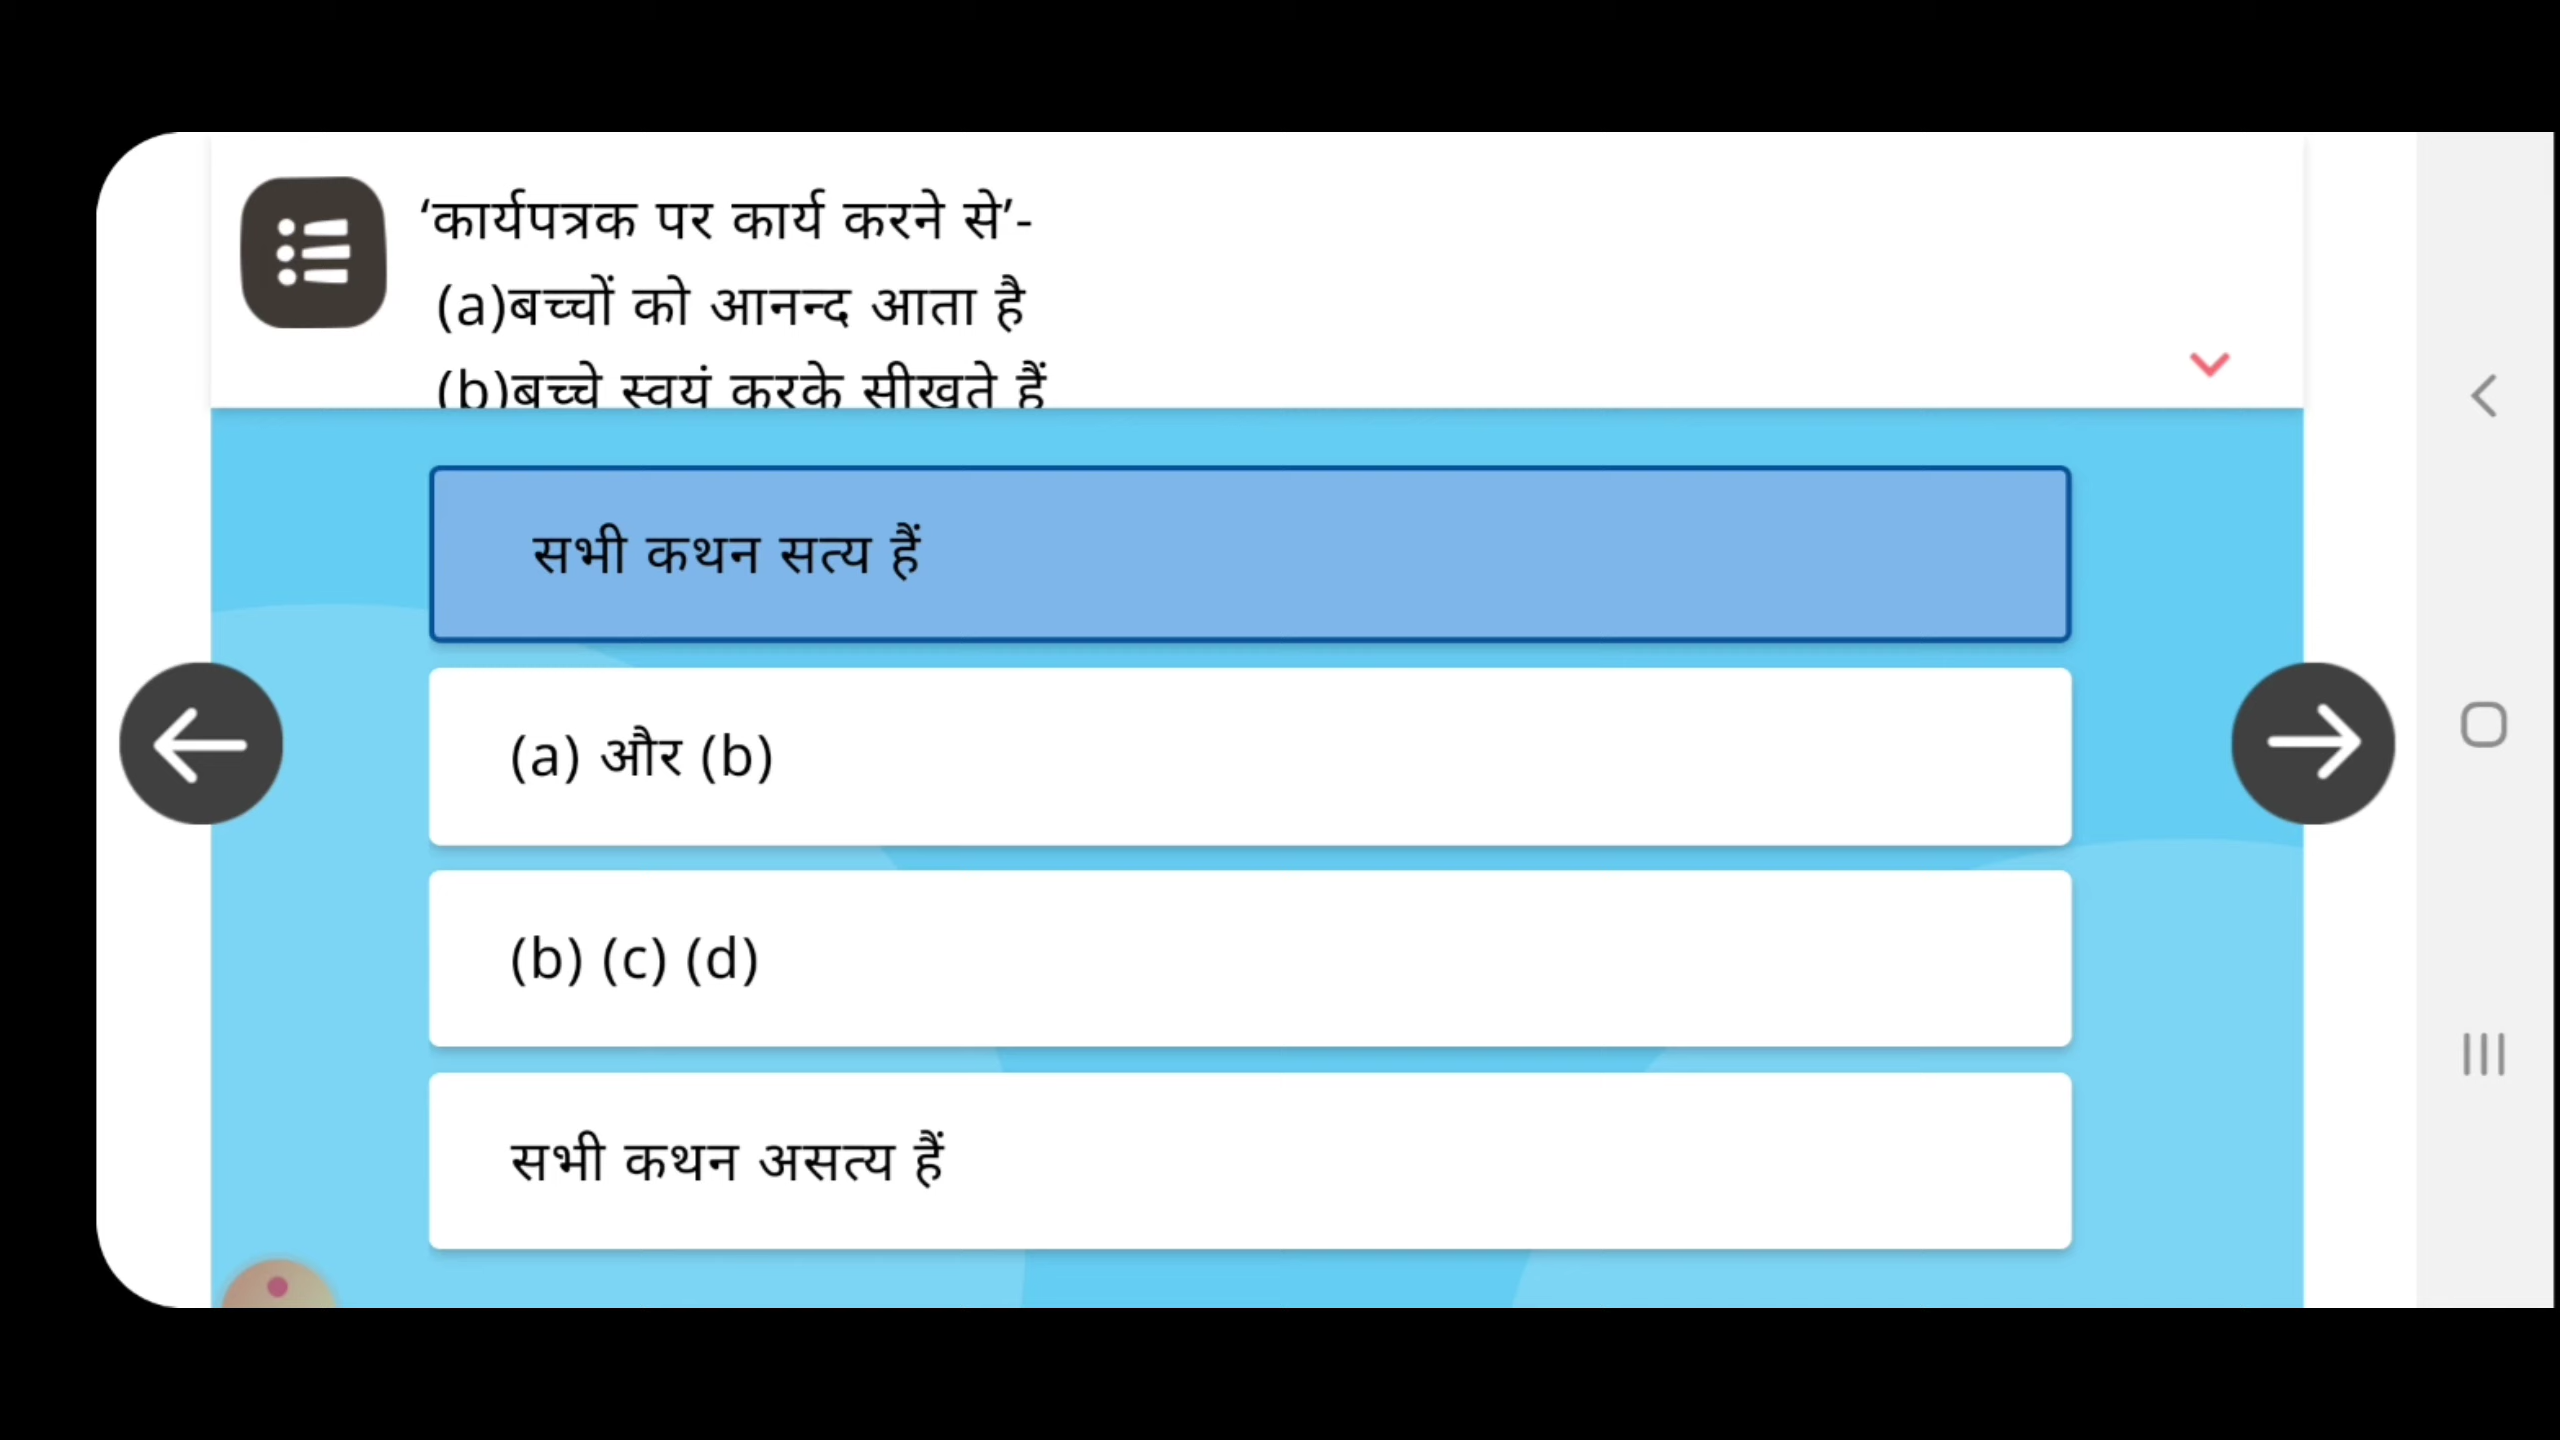 ‘कार्यपत्रक पर कार्य करने से’-
(a)बच्चों को आनन्द आता है
(b)बच्चे स्वयं करके सीखते हैं
सभी कथन सत्य हैं
(a) और (b)
(b) (c) (d)
सभी कथन असत्य हैं